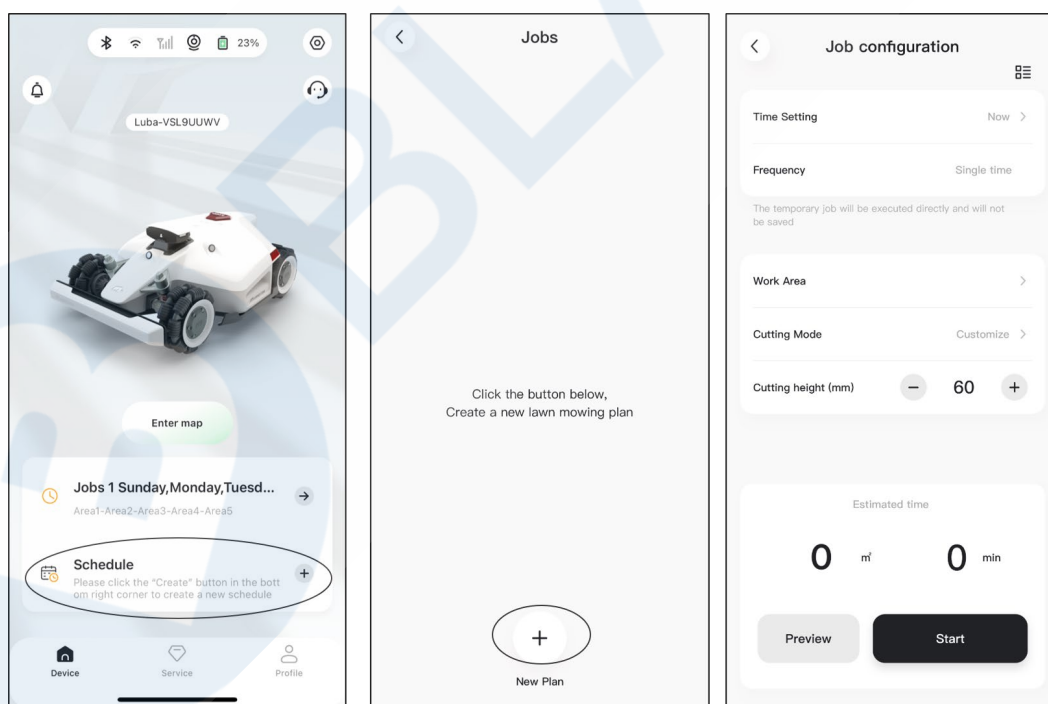 23%
Luba-VSL9UUWV
Enter map
Jobs 1 Sunday,Monday,Tuesd...
Area1-Area2-Area3-Area4-Area5
Schedule
Please click the "Create" button in the bott
om right corner to create a new schedule
Device
Service
Profile
Jobs
Click the button below,
Create a new lawn mowing plan
New Plan
Job configuration
Time Setting Now
Frequency Single time
The temporary job will be executed directly and will not
be saved
Work Area
Cutting Mode Customize
Cutting height (mm) − 60 +
Estimated time
0 ㎡ 0 min
Preview
Start